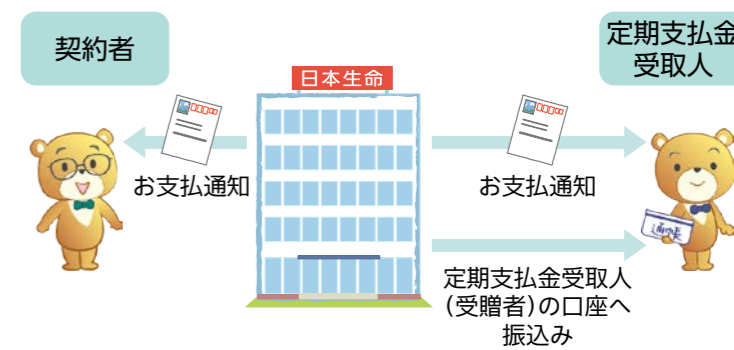 契約者
定期支払金
受取人
日本生命
お支払通知
お支払通知
通帳
定期支払金受取人
(受贈者)の口座へ
振込み